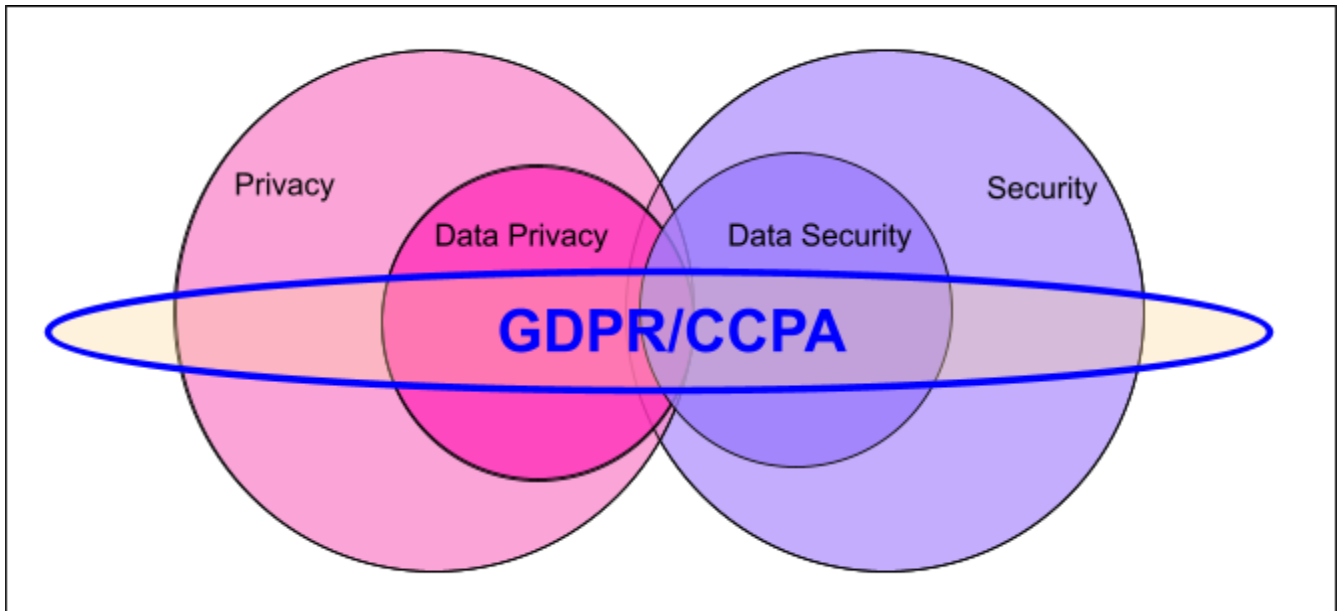 Privacy
Security
Data Privacy
Data Security
GDPR/CCPA